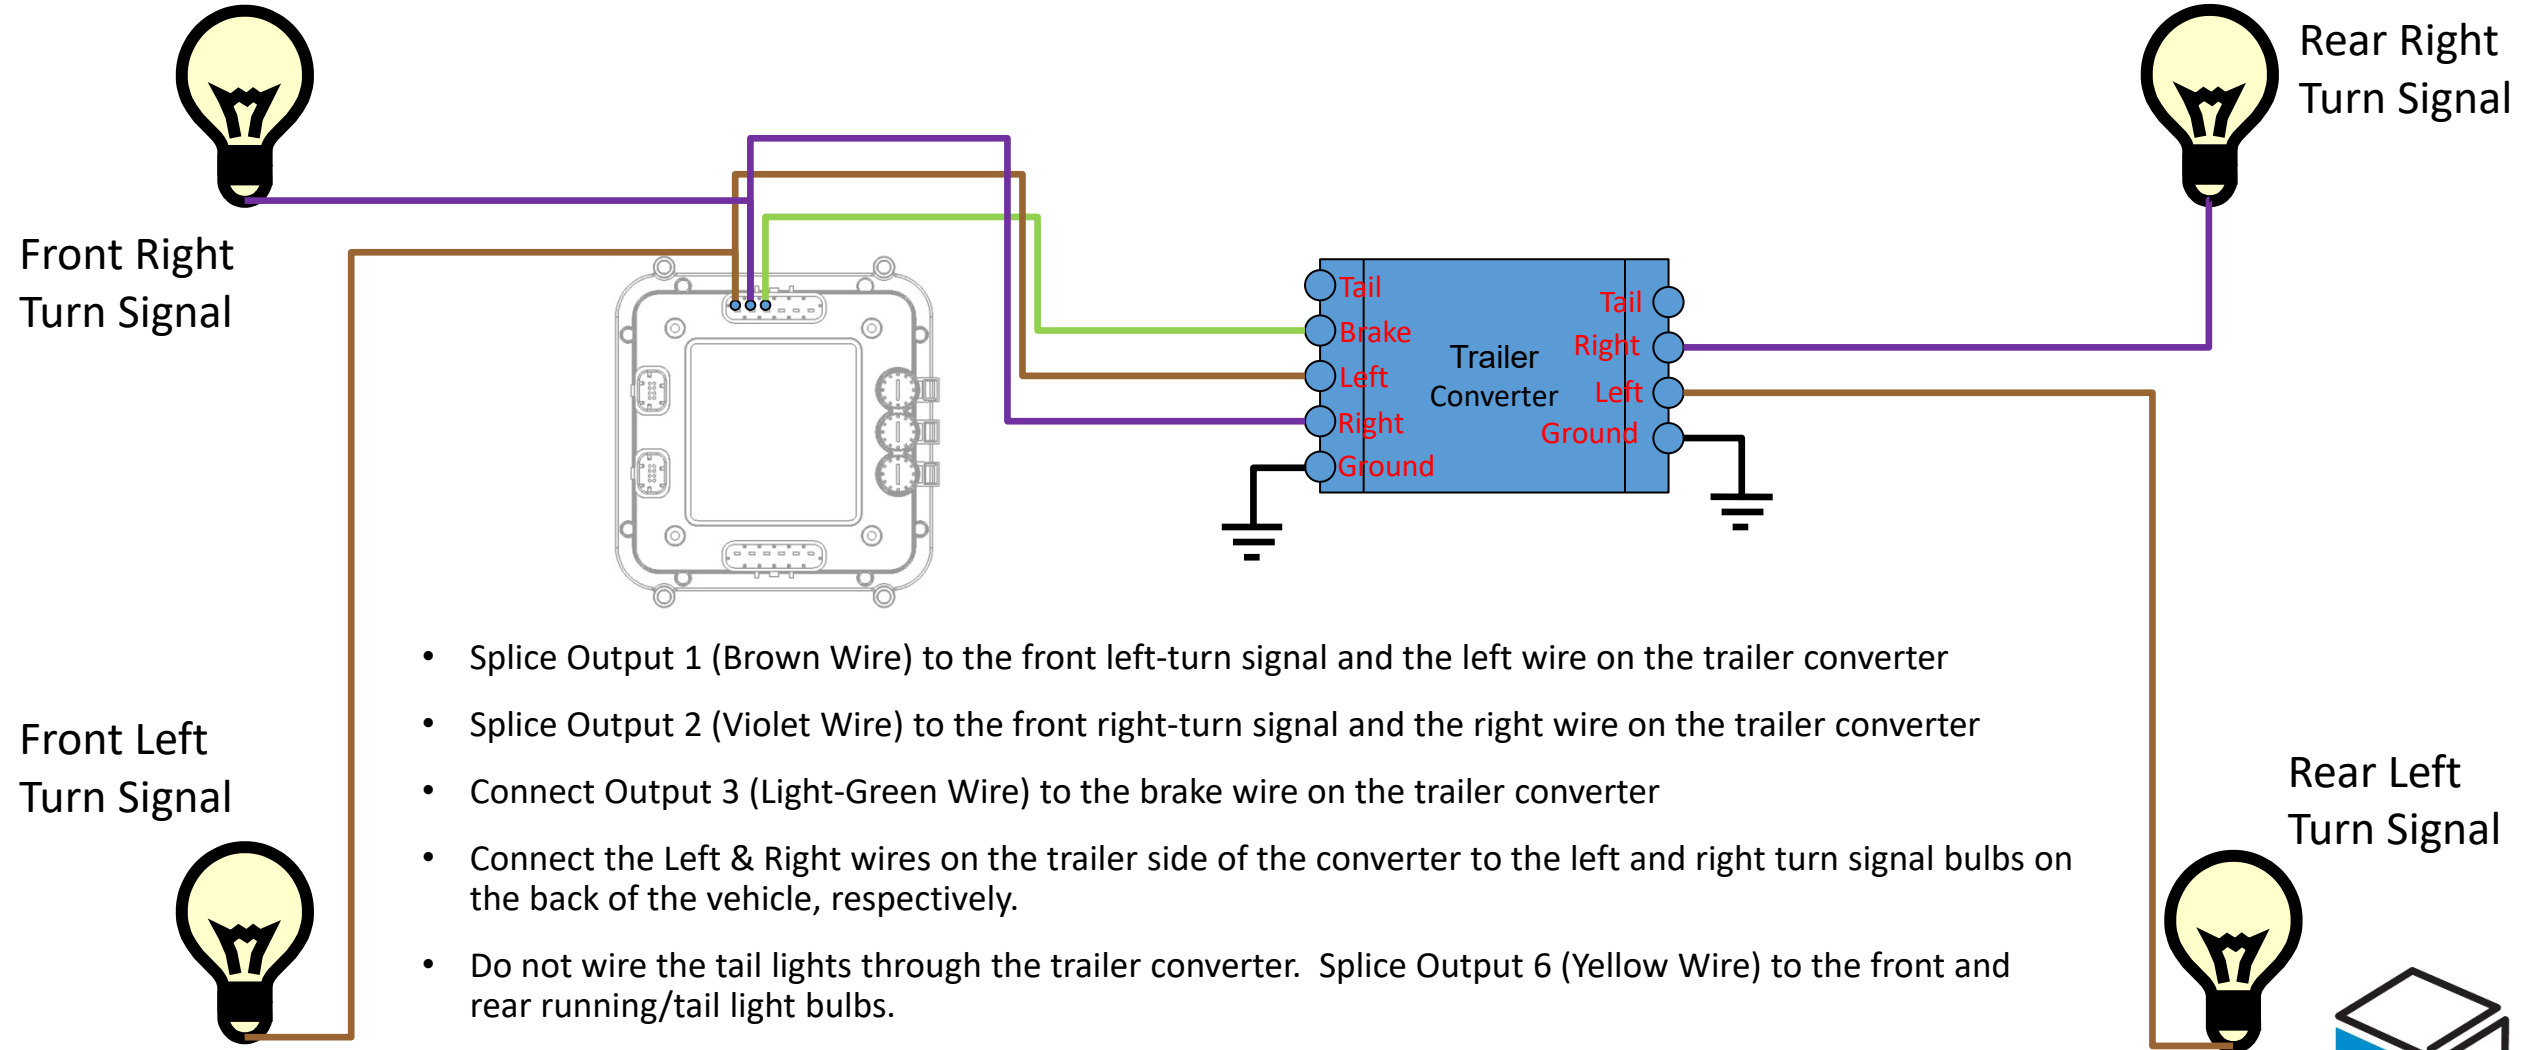 Rear Right
Turn Signal
Front Right
Turn Signal
Tail
Brake
Left
Right
Ground
Trailer
Converter
Tail
Right
Left
Ground
• Splice Output 1 (Brown Wire) to the front left-turn signal and the left wire on the trailer converter
• Splice Output 2 (Violet Wire) to the front right-turn signal and the right wire on the trailer converter
• Connect Output 3 (Light-Green Wire) to the brake wire on the trailer converter
• Connect the Left & Right wires on the trailer side of the converter to the left and right turn signal bulbs on
the back of the vehicle, respectively.
• Do not wire the tail lights through the trailer converter.  Splice Output 6 (Yellow Wire) to the front and
rear running/tail light bulbs.
Front Left
Turn Signal
Rear Left
Turn Signal